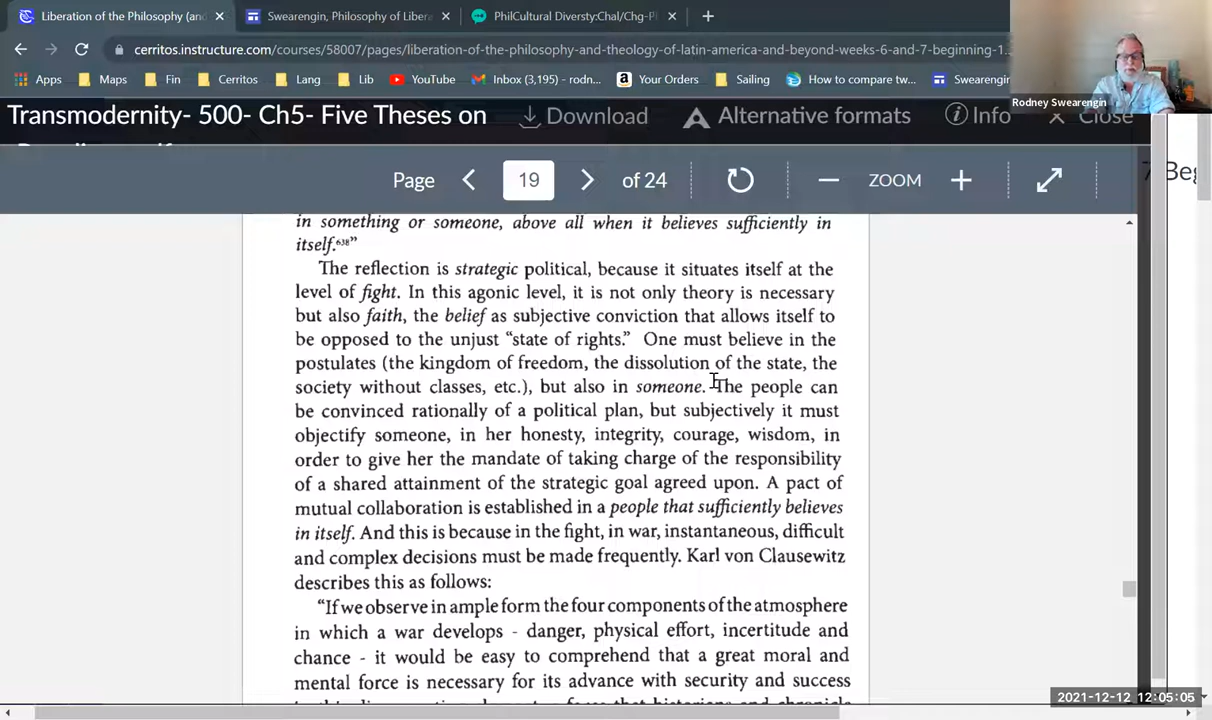 Liberation of the Philosophy (and
Swearengin, Philosophy of Libera
PhilCultural Diversty:Chal/Chg-P
cerritos.instructure.com/courses/58007/pages/liberation-of-the-philosophy-and-theology-of-latin-america-and-beyond-weeks-6-and-7-beginning-1...
Apps Maps Fin Cerritos Lang Lib YouTube Inbox (3,195) - rodn... Your Orders Sailing How to compare tw... Swearengin
Rodney Swearengin
Transmodernity- 500- Ch5- Five Theses on Download Alternative formats Info Close
Page 19 of 24 ZOOM
7 Beg
in something or someone, above all when it believes sufficiently in
itself.⁶³⁸"
The reflection is strategic political, because it situates itself at the
level of fight. In this agonic level, it is not only theory is necessary
but also faith, the belief as subjective conviction that allows itself to
be opposed to the unjust “state of rights.” One must believe in the
postulates (the kingdom of freedom, the dissolution of the state, the
society without classes, etc.), but also in someone. The people can
be convinced rationally of a political plan, but subjectively it must
objectify someone, in her honesty, integrity, courage, wisdom, in
order to give her the mandate of taking charge of the responsibility
of a shared attainment of the strategic goal agreed upon. A pact of
mutual collaboration is established in a people that sufficiently believes
in itself. And this is because in the fight, in war, instantaneous, difficult
and complex decisions must be made frequently. Karl von Clausewitz
describes this as follows:
“If we observe in ample form the four components of the atmosphere
in which a war develops - danger, physical effort, incertitude and
chance - it would be easy to comprehend that a great moral and
mental force is necessary for its advance with security and success
2021-12-12 12:05:05